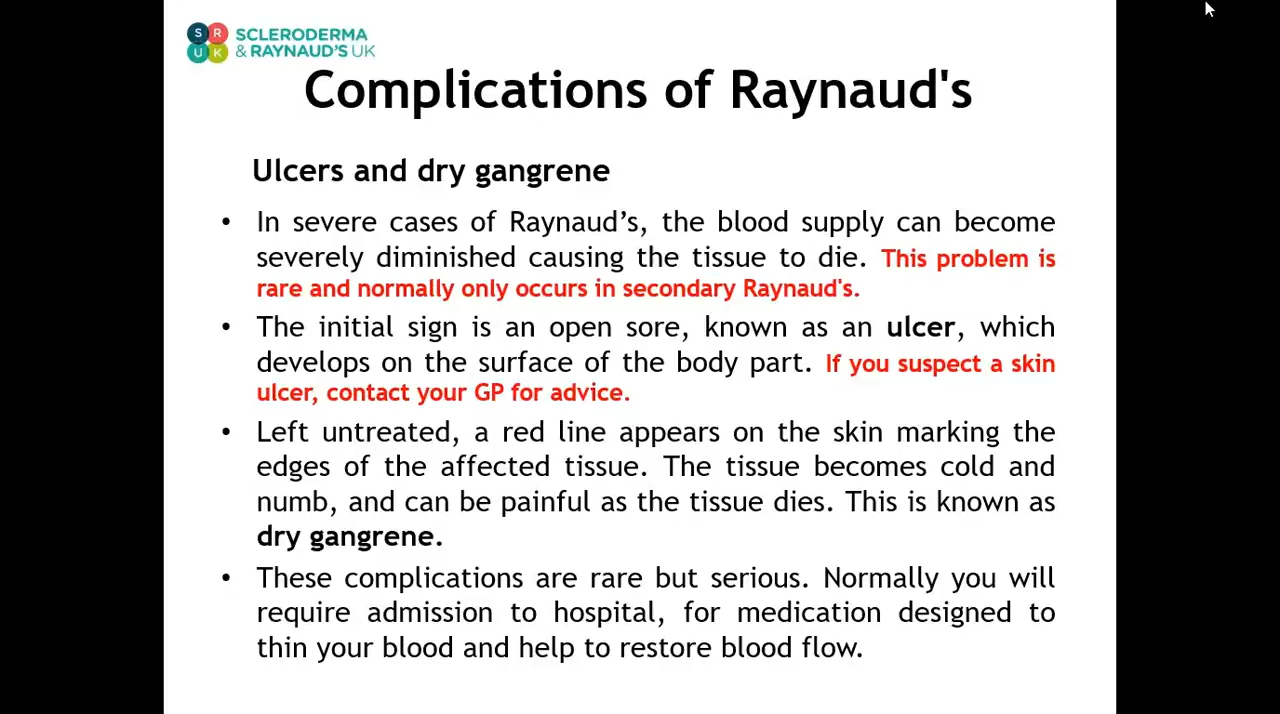 S R
U K
SCLERODERMA
& RAYNAUD'S UK
Complications of Raynaud's
Ulcers and dry gangrene
• In severe cases of Raynaud’s, the blood supply can become
severely diminished causing the tissue to die. This problem is
rare and normally only occurs in secondary Raynaud's.
• The initial sign is an open sore, known as an ulcer, which
develops on the surface of the body part. If you suspect a skin
ulcer, contact your GP for advice.
• Left untreated, a red line appears on the skin marking the
edges of the affected tissue. The tissue becomes cold and
numb, and can be painful as the tissue dies. This is known as
dry gangrene.
• These complications are rare but serious. Normally you will
require admission to hospital, for medication designed to
thin your blood and help to restore blood flow.